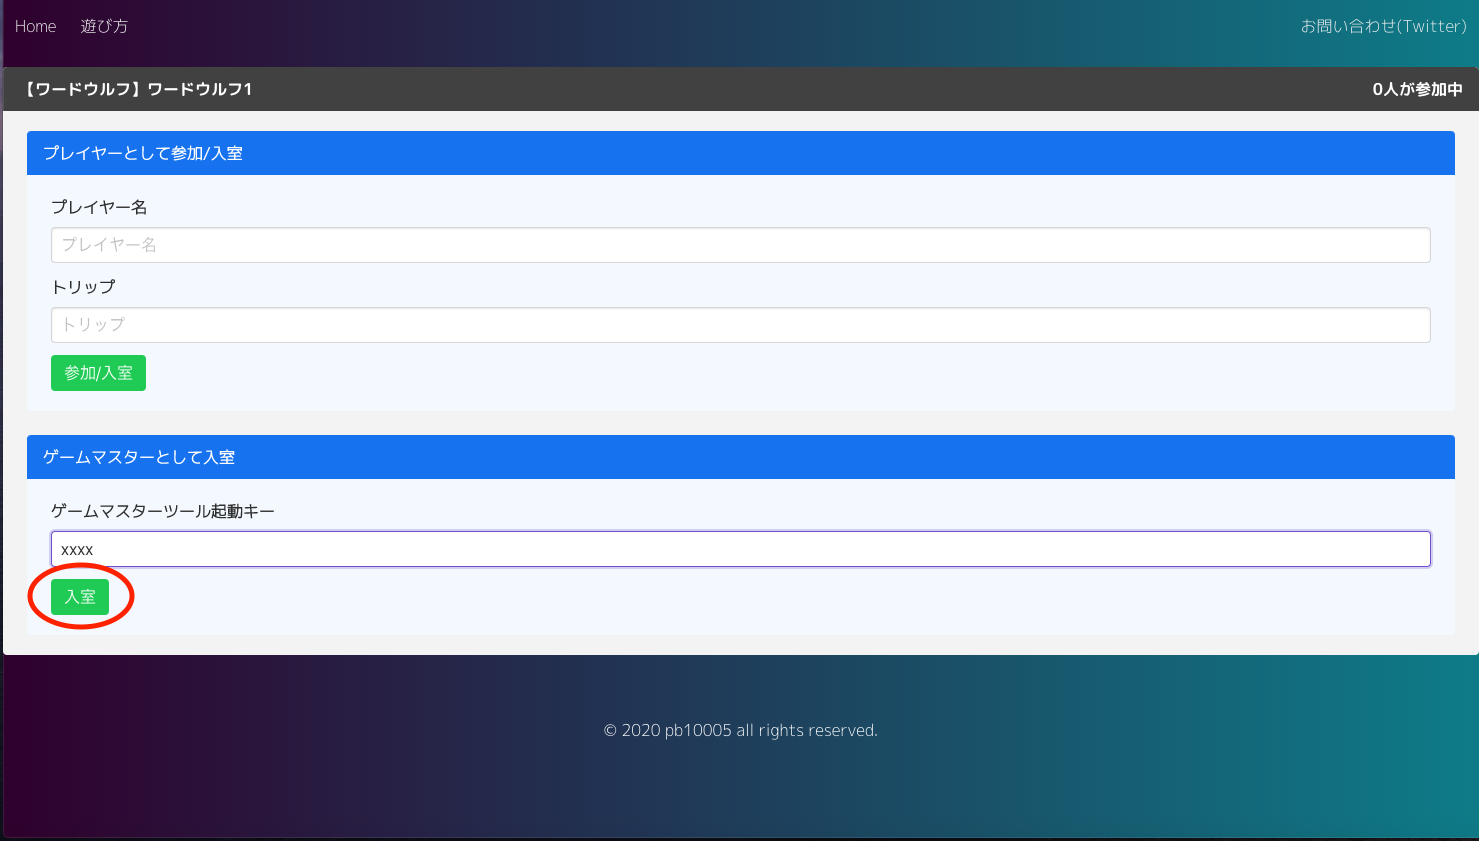 Home 遊び方 お問い合わせ(Twitter)
【ワードウルフ】ワードウルフ1 0人が参加中
プレイヤーとして参加/入室
プレイヤー名
プレイヤー名
トリップ
トリップ
参加/入室
ゲームマスターとして入室
ゲームマスターツール起動キー
xxxx
入室
© 2020 pb10005 all rights reserved.